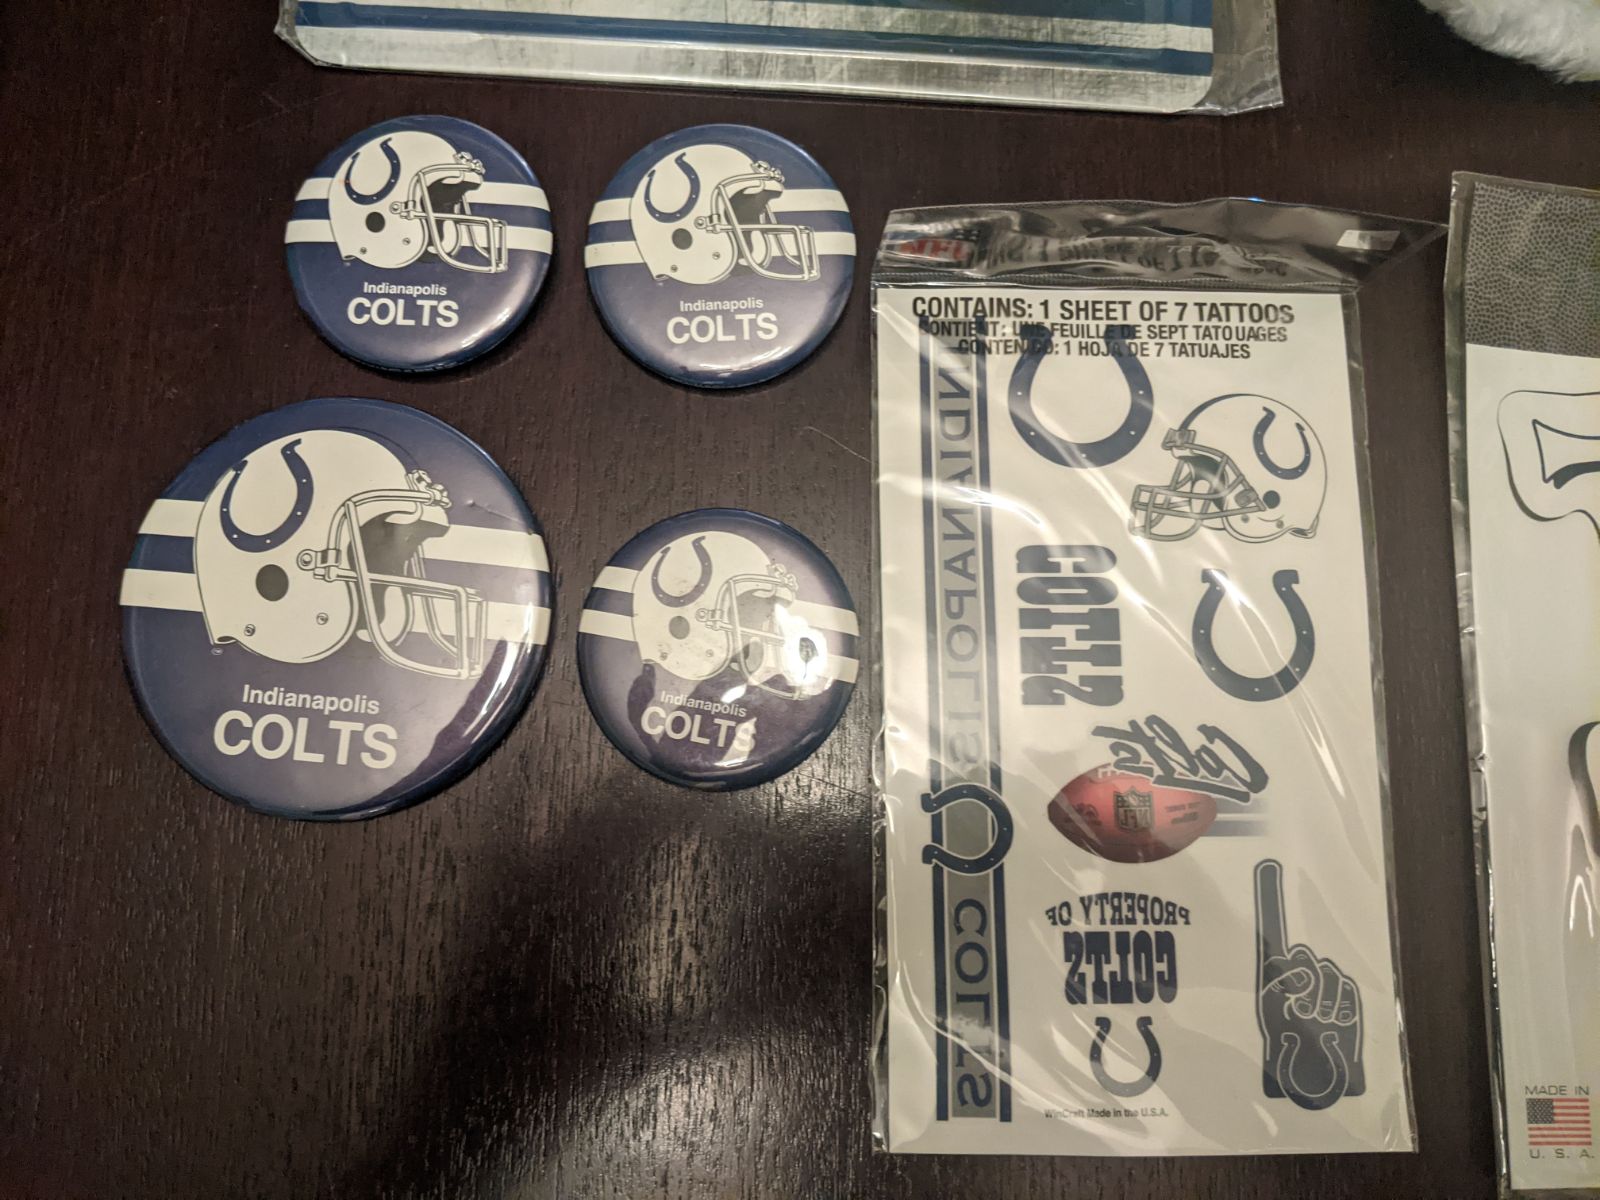 Indianapolis
COLTS
Indianapolis
COLTS
Indianapolis
COLTS
Indianapolis
COLTS
NFL
CONTAINS: 1 SHEET OF 7 TATTOOS
CONTIENT: UNE FEUILLE DE SEPT TATOUAGES
CONTENIDO: 1 HOJA DE 7 TATUAJES
INDIANAPOLIS COLTS
COLTS
Colts
NFL
PROPERTY OF
COLTS
WinCraft Made in the U.S.A.
MADE IN
U. S. A.